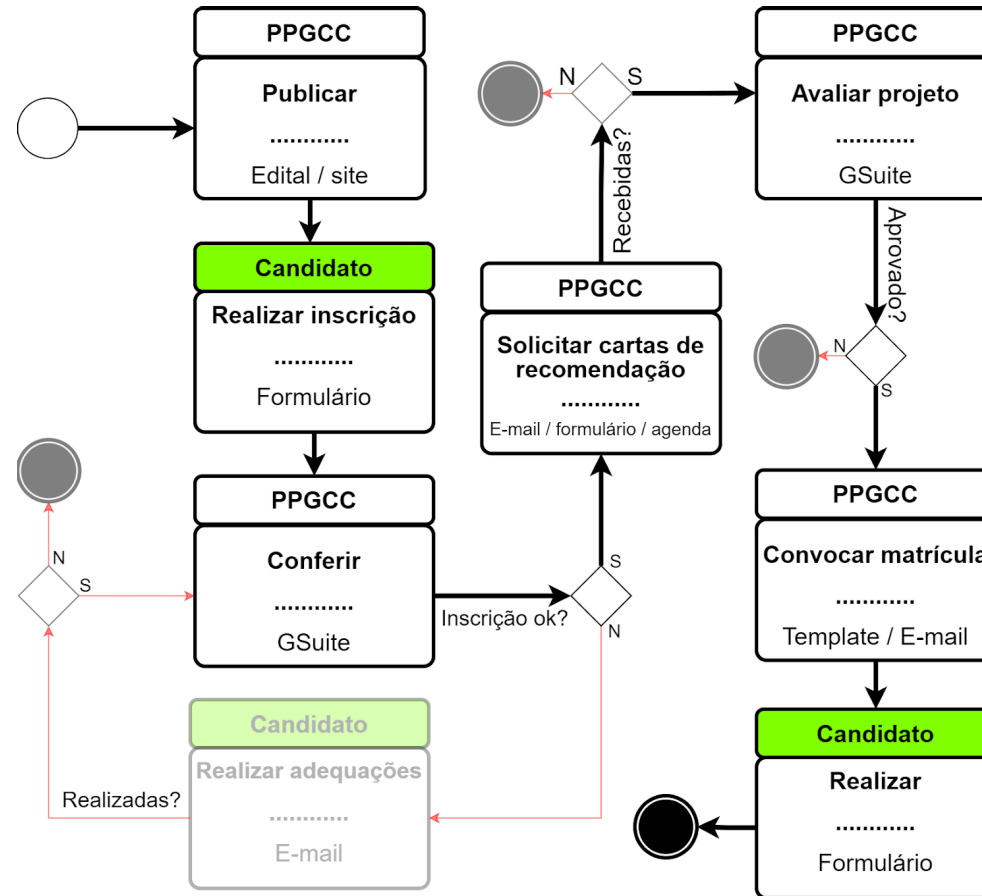 PPGCC
Publicar
............
Edital / site
Candidato
Realizar inscrição
............
Formulário
PPGCC
Conferir
............
GSuite
Inscrição ok?
S
N
Candidato
Realizar adequações
............
E-mail
Realizadas?
N
S
PPGCC
Solicitar cartas de
recomendação
............
E-mail / formulário / agenda
Recebidas?
N
S
PPGCC
Avaliar projeto
............
GSuite
Aprovado?
N
S
PPGCC
Convocar matrícula
............
Template / E-mail
Candidato
Realizar
............
Formulário